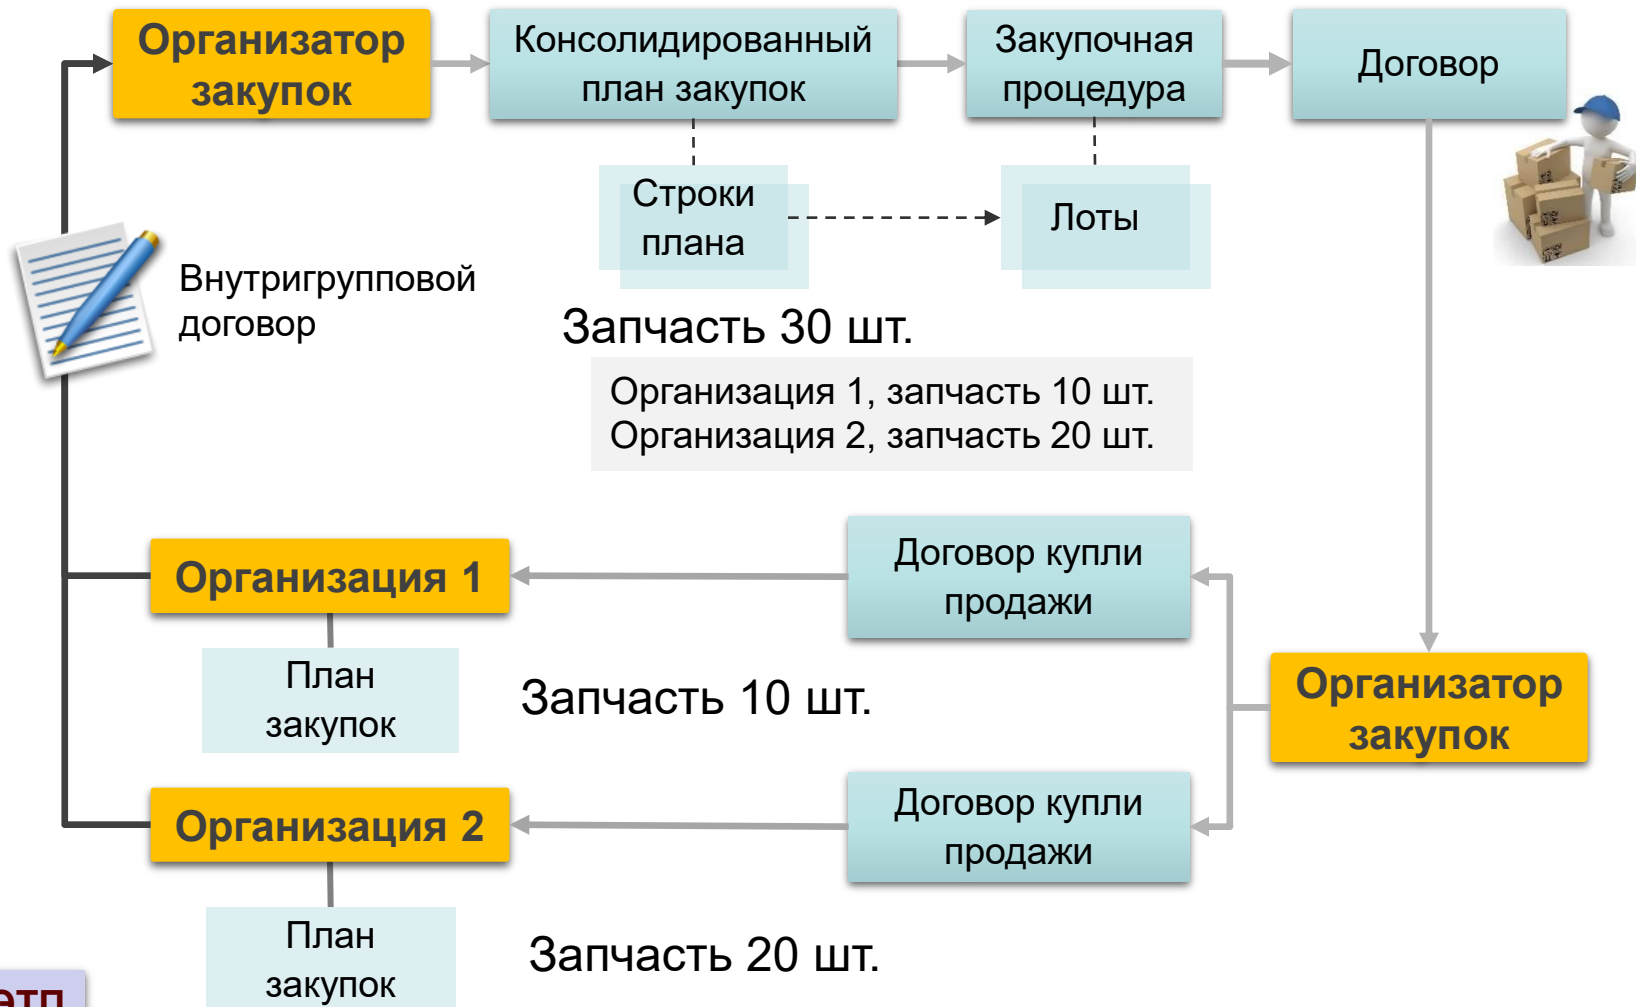 Организатор
закупок
Консолидированный
план закупок
Закупочная
процедура
Договор
Строки
плана
Лоты
Внутригрупповой
договор
Запчасть 30 шт.
Организация 1, запчасть 10 шт.
Организация 2, запчасть 20 шт.
Организация 1
Договор купли
продажи
План
закупок
Запчасть 10 шт.
Организатор
закупок
Организация 2
Договор купли
продажи
План
закупок
Запчасть 20 шт.